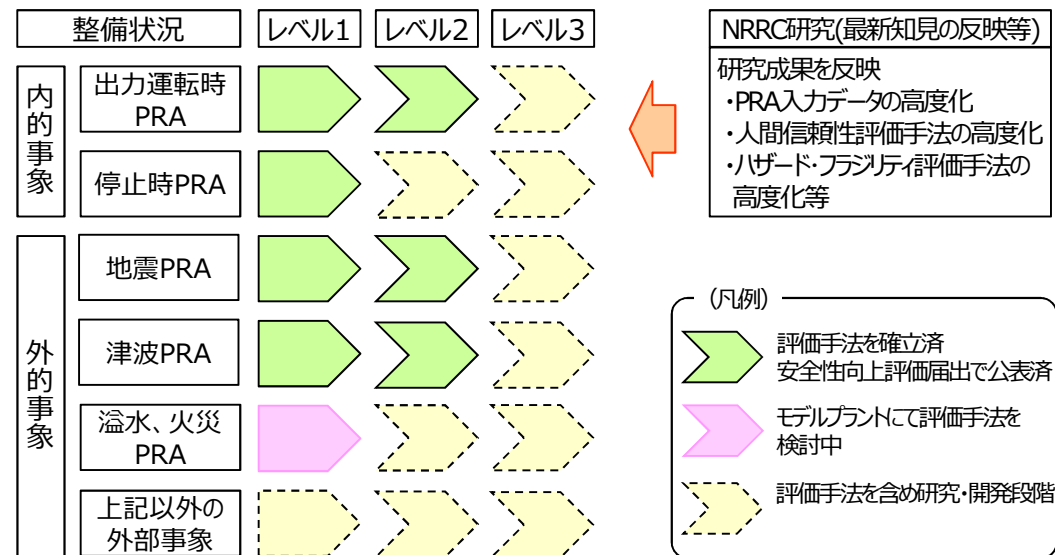 整備状況
レベル1
レベル2
レベル3
内的事象
出力運転時
PRA
停止時PRA
外的事象
地震PRA
津波PRA
溢水、火災
PRA
上記以外の
外部事象
NRRC研究(最新知見の反映等)
研究成果を反映
・PRA入力データの高度化
・人間信頼性評価手法の高度化
・ハザード・フラジリティ評価手法の
高度化等
（凡例）
評価手法を確立済
安全性向上評価届出で公表済
モデルプラントにて評価手法を
検討中
評価手法を含め研究・開発段階